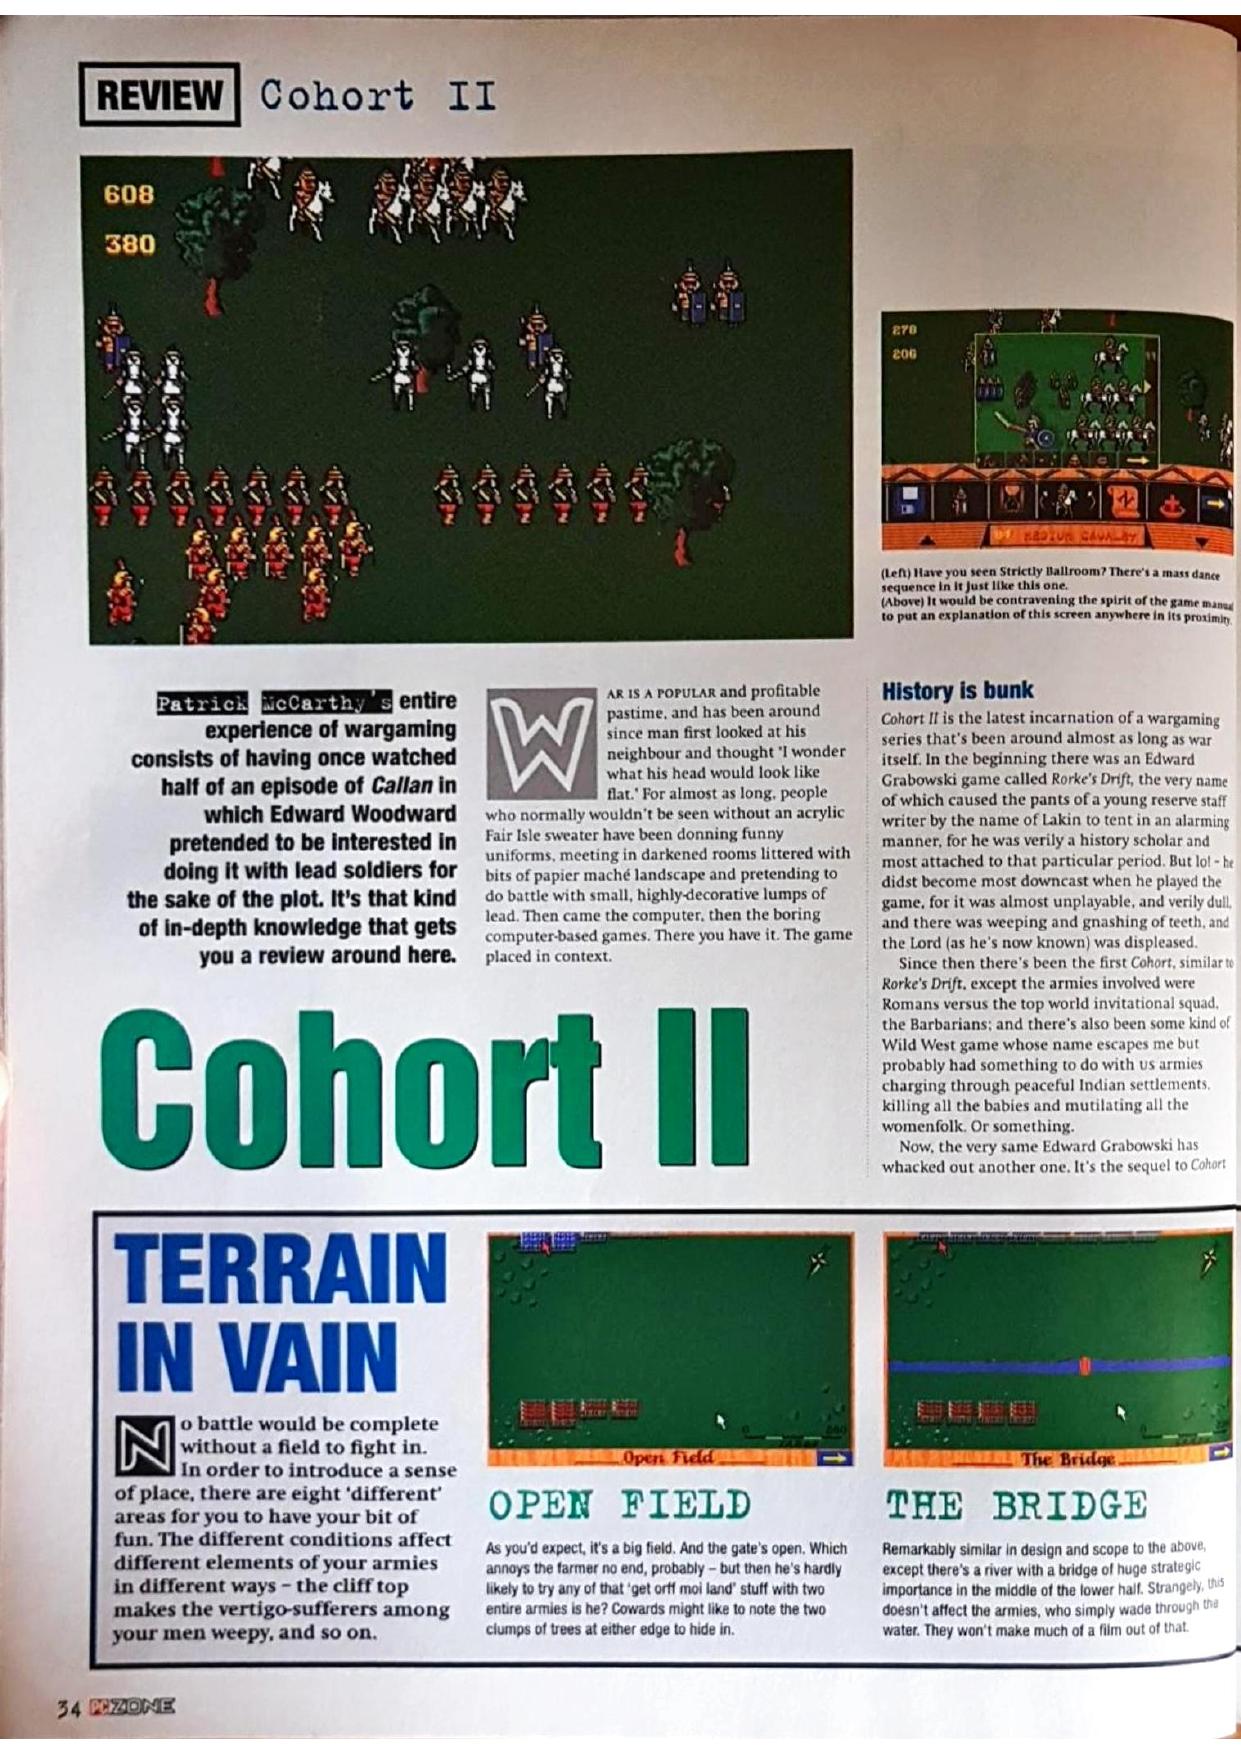 REVIEW Cohort II
608
380
270
206
MEDIUM CAVALRY
(Left) Have you seen Strictly Ballroom? There's a mass dance
sequence in it just like this one.
(Above) It would be contravening the spirit of the game manual
to put an explanation of this screen anywhere in its proximity.
Patrick McCarthy's entire
experience of wargaming
consists of having once watched
half of an episode of Callan in
which Edward Woodward
pretended to be interested in
doing it with lead soldiers for
the sake of the plot. It's that kind
of in-depth knowledge that gets
you a review around here.
WAR IS A POPULAR and profitable
pastime, and has been around
since man first looked at his
neighbour and thought 'I wonder
what his head would look like
flat.' For almost as long, people
who normally wouldn't be seen without an acrylic
Fair Isle sweater have been donning funny
uniforms, meeting in darkened rooms littered with
bits of papier maché landscape and pretending to
do battle with small, highly-decorative lumps of
lead. Then came the computer, then the boring
computer-based games. There you have it. The game
placed in context.
Cohort II
History is bunk
Cohort II is the latest incarnation of a wargaming
series that's been around almost as long as war
itself. In the beginning there was an Edward
Grabowski game called Rorke's Drift, the very name
of which caused the pants of a young reserve staff
writer by the name of Lakin to tent in an alarming
manner, for he was verily a history scholar and
most attached to that particular period. But lo! - he
didst become most downcast when he played the
game, for it was almost unplayable, and verily dull,
and there was weeping and gnashing of teeth, and
the Lord (as he's now known) was displeased.
Since then there's been the first Cohort, similar to
Rorke's Drift, except the armies involved were
Romans versus the top world invitational squad,
the Barbarians; and there's also been some kind of
Wild West game whose name escapes me but
probably had something to do with US armies
charging through peaceful Indian settlements,
killing all the babies and mutilating all the
womenfolk. Or something.
Now, the very same Edward Grabowski has
whacked out another one. It's the sequel to Cohort
TERRAIN
IN VAIN
No battle would be complete
without a field to fight in.
In order to introduce a sense
of place, there are eight 'different'
areas for you to have your bit of
fun. The different conditions affect
different elements of your armies
in different ways – the cliff top
makes the vertigo-sufferers among
your men weepy, and so on.
Open Field
OPEN FIELD
As you'd expect, it's a big field. And the gate's open. Which
annoys the farmer no end, probably – but then he's hardly
likely to try any of that 'get orff moi land' stuff with two
entire armies is he? Cowards might like to note the two
clumps of trees at either edge to hide in.
The Bridge
THE BRIDGE
Remarkably similar in design and scope to the above,
except there's a river with a bridge of huge strategic
importance in the middle of the lower half. Strangely, this
doesn't affect the armies, who simply wade through the
water. They won't make much of a film out of that.
34 PC ZONE